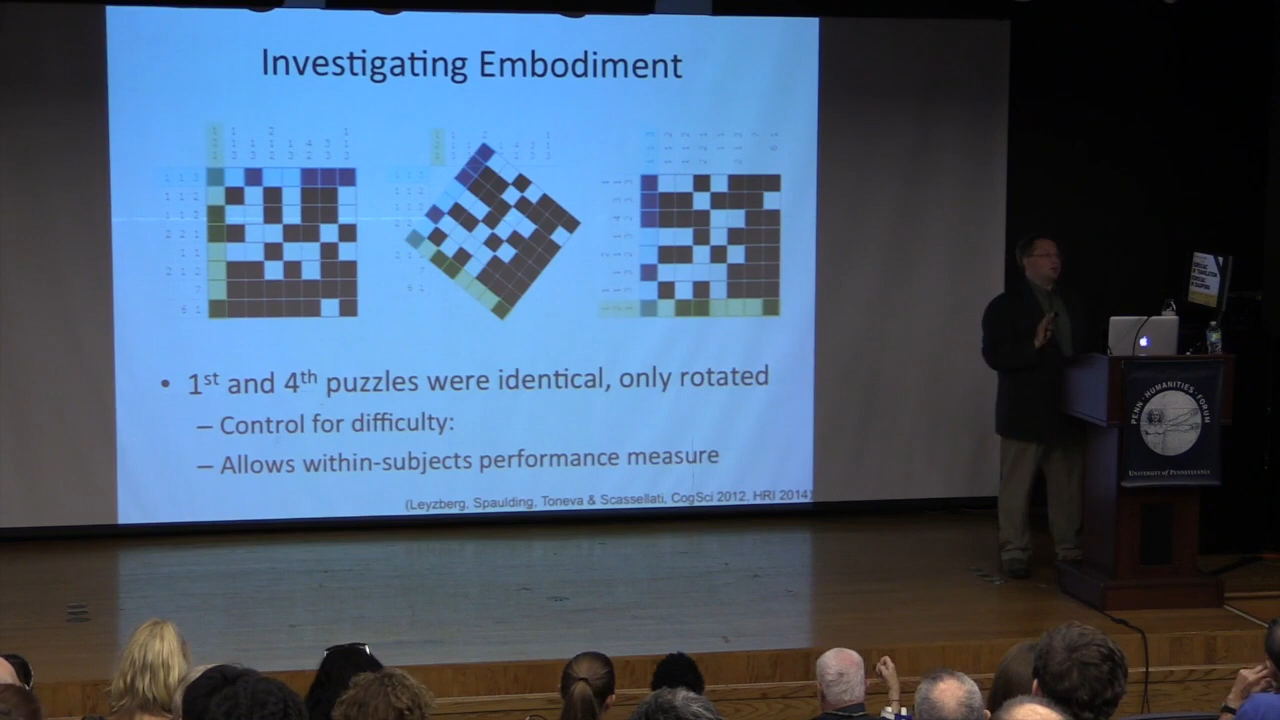 Investigating Embodiment
• 1st and 4th puzzles were identical, only rotated
– Control for difficulty:
– Allows within-subjects performance measure
(Leyzberg, Spaulding, Toneva & Scassellati, CogSci 2012, HRI 2014)
PENN · HUMANITIES · FORUM
UNIVERSITY of PENNSYLVANIA